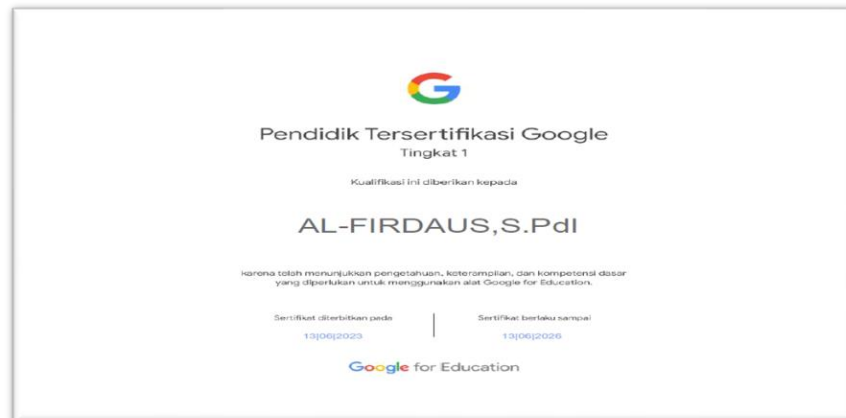 Pendidik Tersertifikasi Google
Tingkat 1
Kualifikasi ini diberikan kepada
AL-FIRDAUS,S.PdI
karena telah menunjukkan pengetahuan, keterampilan, dan kompetensi dasar
yang diperlukan untuk menggunakan alat Google for Education.
Sertifikat diterbitkan pada
13|06|2023
Sertifikat berlaku sampai
13|06|2026
Google for Education